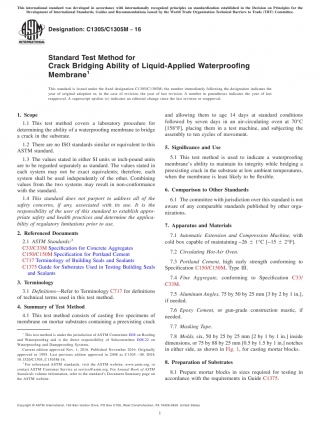 This international standard was developed in accordance with internationally recognized principles on standardization established in the Decision on Principles for the
Development of International Standards, Guides and Recommendations issued by the World Trade Organization Technical Barriers to Trade (TBT) Committee.
Designation: C1305/C1305M − 16
INTERNATIONAL
Standard Test Method for
Crack Bridging Ability of Liquid-Applied Waterproofing
Membrane1
This standard is issued under the fixed designation C1305/C1305M; the number immediately following the designation indicates the
year of original adoption or, in the case of revision, the year of last revision. A number in parentheses indicates the year of last
reapproval. A superscript epsilon (ε) indicates an editorial change since the last revision or reapproval.
1. Scope
1.1 This test method covers a laboratory procedure for
determining the ability of a waterproofing membrane to bridge
a crack in the substrate.
1.2 There are no ISO standards similar or equivalent to this
ASTM standard.
1.3 The values stated in either SI units or inch-pound units
are to be regarded separately as standard. The values stated in
each system may not be exact equivalents; therefore, each
system shall be used independently of the other. Combining
values from the two systems may result in non-conformance
with the standard.
1.4 This standard does not purport to address all of the
safety concerns, if any, associated with its use. It is the
responsibility of the user of this standard to establish appro-
priate safety and health practices and determine the applica-
bility of regulatory limitations prior to use.
2. Referenced Documents
2.1 ASTM Standards:2
C33/C33M Specification for Concrete Aggregates
C150/C150M Specification for Portland Cement
C717 Terminology of Building Seals and Sealants
C1375 Guide for Substrates Used in Testing Building Seals
and Sealants
3. Terminology
3.1 Definitions—Refer to Terminology C717 for definitions
of technical terms used in this test method.
4. Summary of Test Method
4.1 This test consists of casting five specimens of
membrane on mortar substrates containing a preexisting crack
1 This test method is under the jurisdiction of ASTM Committee D08 on Roofing
and Waterproofing and is the direct responsibility of Subcommittee D08.22 on
Waterproofing and Dampproofing Systems.
Current edition approved Nov. 1, 2016. Published November 2016. Originally
approved in 1995. Last previous edition approved in 2008 as C1305 – 08. DOI:
10.1520/C1305_C1305M-16.
2 For referenced ASTM standards, visit the ASTM website, www.astm.org, or
contact ASTM Customer Service at service@astm.org. For Annual Book of ASTM
Standards volume information, refer to the standard's Document Summary page on
the ASTM website.
and allowing them to age 14 days at standard conditions
followed by seven days in an air-circulating oven at 70°C
[158°F], placing them in a test machine, and subjecting the
assembly to ten cycles of movement.
5. Significance and Use
5.1 This test method is used to indicate a waterproofing
membrane's ability to maintain its integrity while bridging a
preexisting crack in the substrate at low ambient temperatures,
when the membrane is least likely to be flexible.
6. Comparison to Other Standards
6.1 The committee with jurisdiction over this standard is not
aware of any comparable standards published by other orga-
nizations.
7. Apparatus and Materials
7.1 Automatic Extension and Compression Machine, with
cold box capable of maintaining −26 ± 1°C [−15 ± 2°F].
7.2 Circulating Hot-Air Oven.
7.3 Portland Cement, high early strength conforming to
Specification C150/C150M, Type III.
7.4 Fine Aggregate, conforming to Specification C33/
C33M.
7.5 Aluminum Angles, 75 by 50 by 25 mm [3 by 2 by 1 in.],
if needed.
7.6 Epoxy Cement, or gun-grade construction mastic, if
needed.
7.7 Masking Tape.
7.8 Molds, six, 50 by 25 by 25 mm [2 by 1 by 1 in.] inside
dimensions, or 75 by 88 by 25 mm [0.5 by 1.5 by 1 in.] notches
in either side, as shown in Fig. 1, for casting mortar blocks.
8. Preparation of Substrates
8.1 Prepare mortar blocks in sizes required for testing in
accordance with the requirements in Guide C1375.
Copyright © ASTM International, 100 Barr Harbor Drive, PO Box C700, West Conshohocken, PA 19428-2959. United States
1